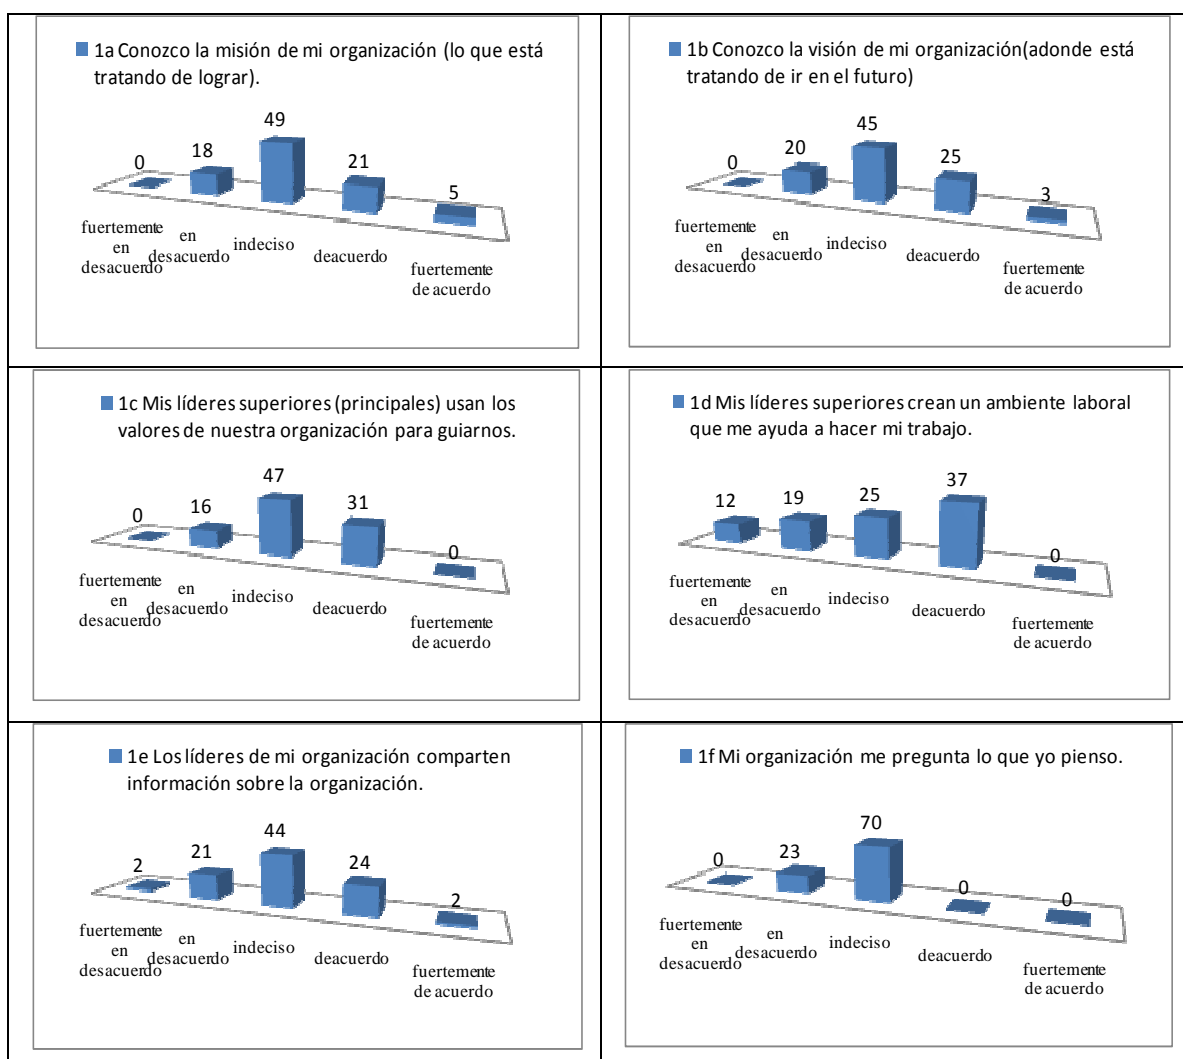 1a Conozco la misión de mi organización (lo que está
tratando de lograr).
0
18
49
21
5
fuertemente
en
desacuerdo
en
desacuerdo
indeciso
deacuerdo
fuertemente
de acuerdo
1b Conozco la visión de mi organización(adonde está
tratando de ir en el futuro)
0
20
45
25
3
fuertemente
en
desacuerdo
en
desacuerdo
indeciso
deacuerdo
fuertemente
de acuerdo
1c Mis líderes superiores (principales) usan los
valores de nuestra organización para guiarnos.
0
16
47
31
0
fuertemente
en
desacuerdo
en
desacuerdo
indeciso
deacuerdo
fuertemente
de acuerdo
1d Mis líderes superiores crean un ambiente laboral
que me ayuda a hacer mi trabajo.
12
19
25
37
0
fuertemente
en
desacuerdo
en
desacuerdo
indeciso
deacuerdo
fuertemente
de acuerdo
1e Los líderes de mi organización comparten
información sobre la organización.
2
21
44
24
2
fuertemente
en
desacuerdo
en
desacuerdo
indeciso
deacuerdo
fuertemente
de acuerdo
1f Mi organización me pregunta lo que yo pienso.
0
23
70
0
0
fuertemente
en
desacuerdo
en
desacuerdo
indeciso
deacuerdo
fuertemente
de acuerdo